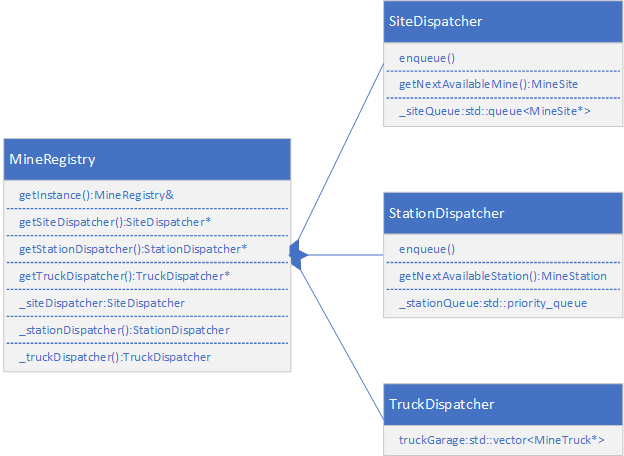 MineRegistry
getInstance():MineRegistry&
getSiteDispatcher():SiteDispatcher*
getStationDispatcher():StationDispatcher*
getTruckDispatcher():TruckDispatcher*
_siteDispatcher:SiteDispatcher
_stationDispatcher():StationDispatcher
_truckDispatcher():TruckDispatcher
SiteDispatcher
enqueue()
getNextAvailableMine():MineSite
_siteQueue:std::queue<MineSite*>
StationDispatcher
enqueue()
getNextAvailableStation():MineStation
_stationQueue:std::priority_queue
TruckDispatcher
truckGarage:std::vector<MineTruck*>